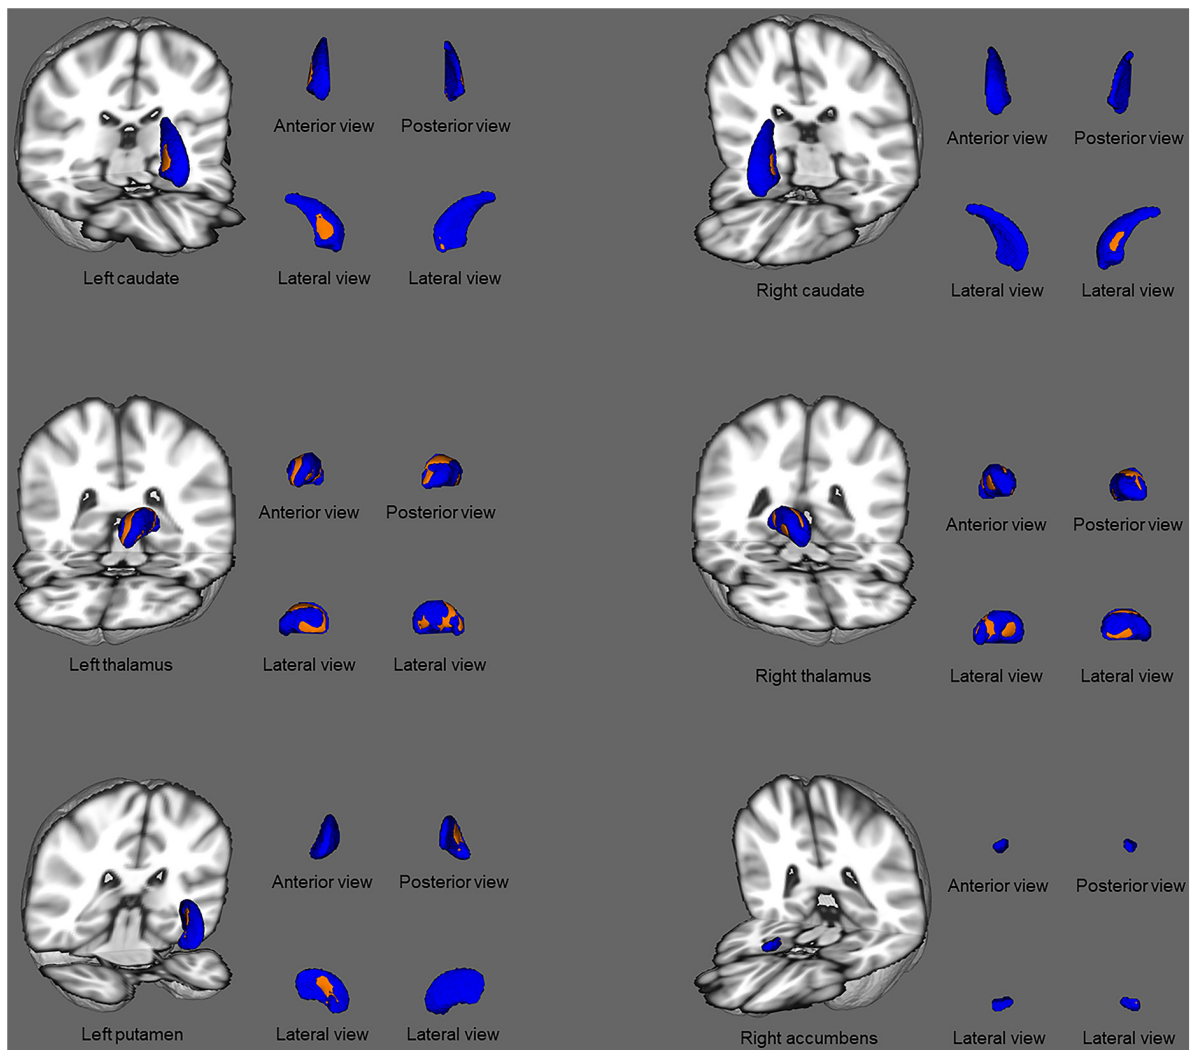 Anterior view Posterior view
Anterior view Posterior view
Left caudate Lateral view Lateral view
Right caudate Lateral view Lateral view
Anterior view Posterior view
Anterior view Posterior view
Left thalamus Lateral view Lateral view
Right thalamus Lateral view Lateral view
Anterior view Posterior view
Anterior view Posterior view
Left putamen Lateral view Lateral view
Right accumbens Lateral view Lateral view